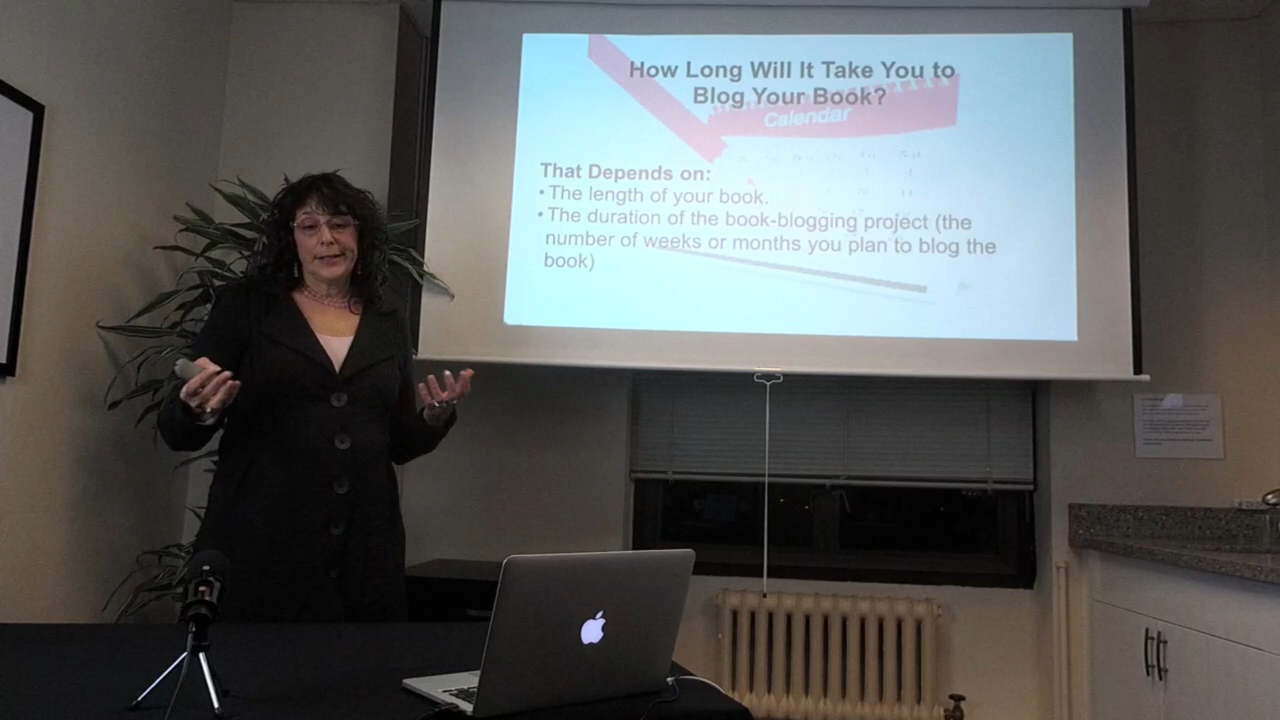 How Long Will It Take You to
Blog Your Book?
Calendar
That Depends on:
• The length of your book.
• The duration of the book-blogging project (the
number of weeks or months you plan to blog the
book)